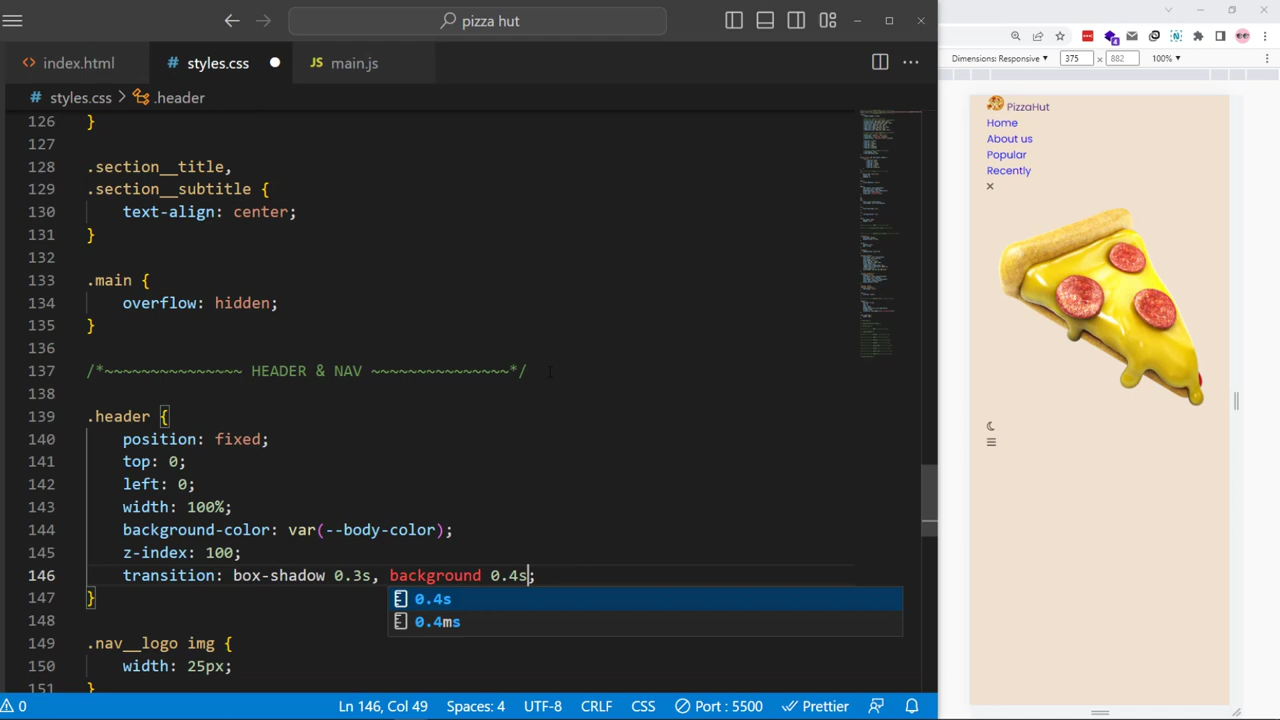 pizza hut
index.html
styles.css
main.js
Dimensions: Responsive
375 × 882
100%
4
# styles.css > .header
126 }
127
128 .section__title,
129 .section__subtitle {
130 text-align: center;
131 }
132
133 .main {
134 overflow: hidden;
135 }
136
137 /*~~~~~~~~~~~~~~~ HEADER & NAV ~~~~~~~~~~~~~~~*/
138
139 .header {
140 position: fixed;
141 top: 0;
142 left: 0;
143 width: 100%;
144 background-color: var(--body-color);
145 z-index: 100;
146 transition: box-shadow 0.3s, background 0.4s;
147 }
0.4s
0.4ms
148
149 .nav__logo img {
150 width: 25px;
151 }
PizzaHut
Home
About us
Popular
Recently
0
Ln 146, Col 49
Spaces: 4
UTF-8
CRLF
CSS
Port : 5500
Prettier